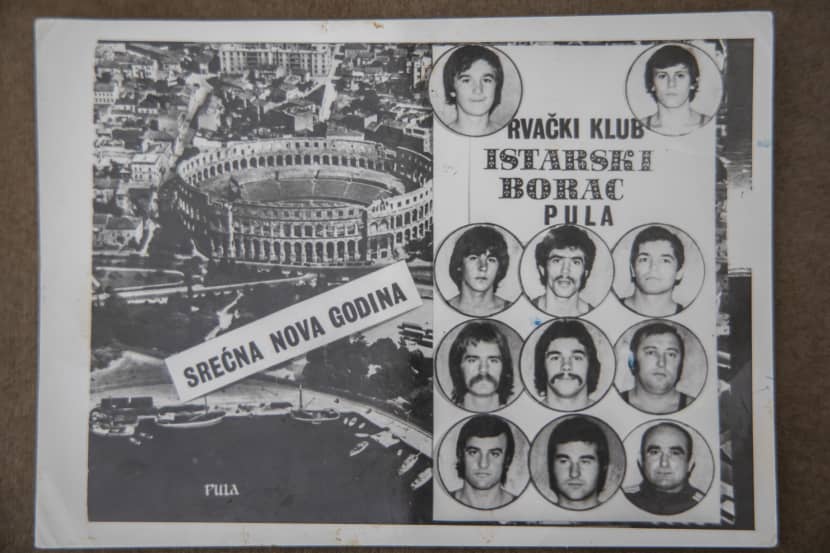 RVAČKI KLUB
ISTARSKI
BORAC
PULA
SREĆNA NOVA GODINA
PULA